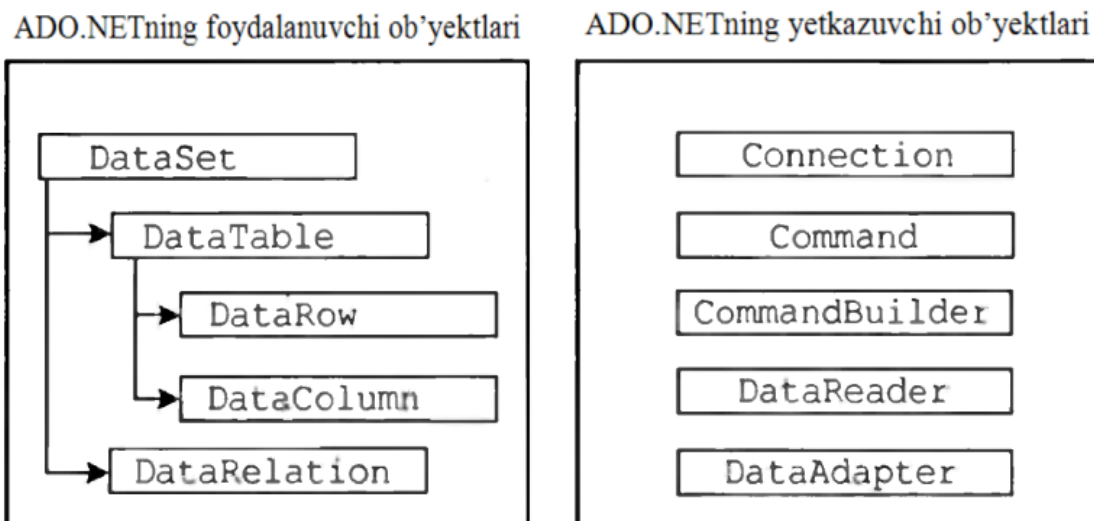 ADO.NETning foydalanuvchi ob’yektlari
DataSet
DataTable
DataRow
DataColumn
DataRelation
ADO.NETning yetkazuvchi ob’yektlari
Connection
Command
CommandBuilder
DataReader
DataAdapter